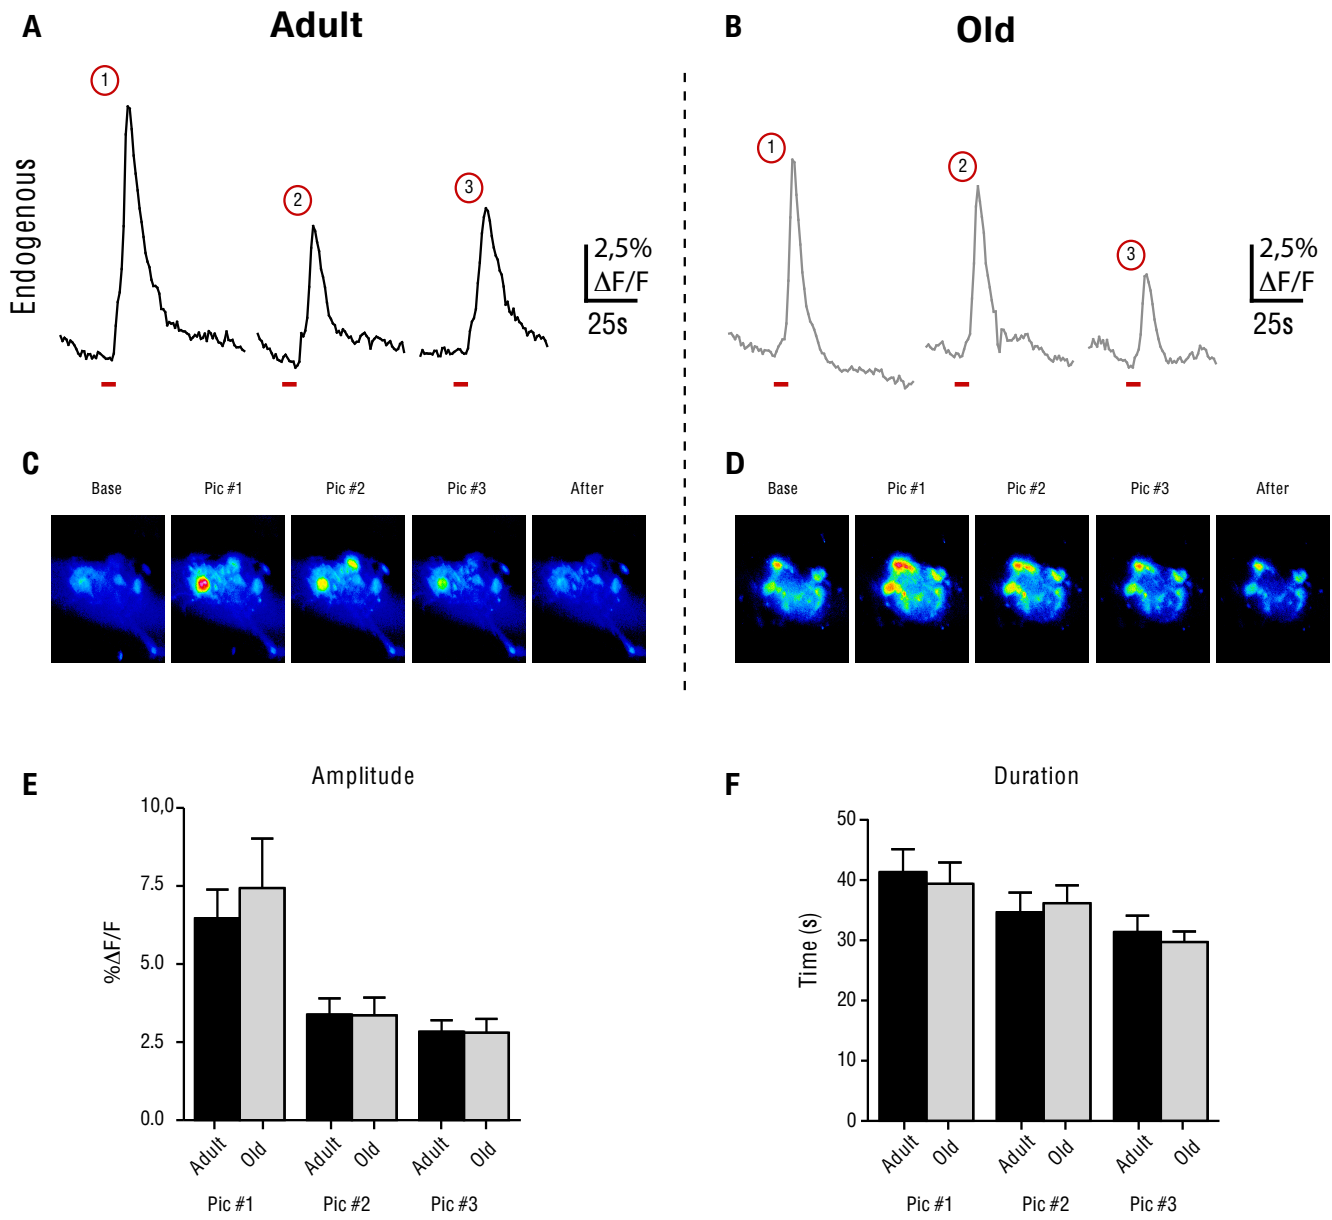 A
Adult
B
Old
Endogenous
1
2
3
2,5%
ΔF/F
25s
1
2
3
2,5%
ΔF/F
25s
C
Base
Pic #1
Pic #2
Pic #3
After
D
Base
Pic #1
Pic #2
Pic #3
After
E
Amplitude
%ΔF/F
10,0
7.5
5.0
2.5
0.0
Adult
Old
Adult
Old
Adult
Old
Pic #1
Pic #2
Pic #3
F
Duration
Time (s)
50
40
30
20
10
0
Adult
Old
Adult
Old
Adult
Old
Pic #1
Pic #2
Pic #3